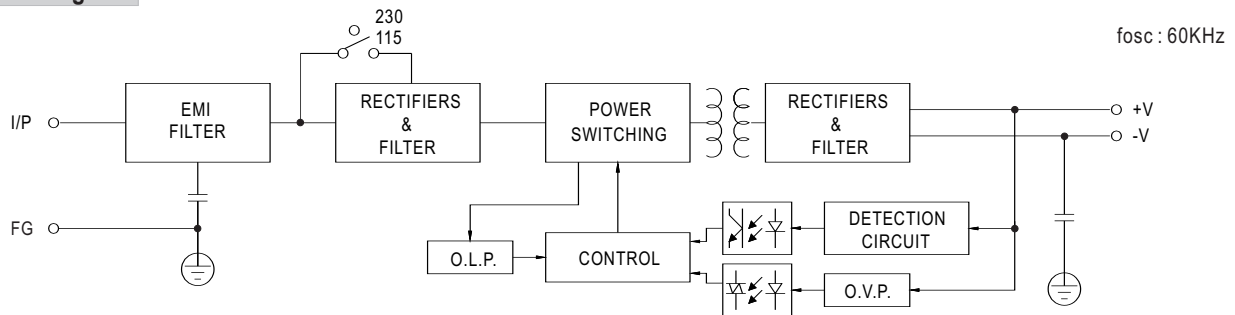 230
115
fosc : 60KHz
I/P
EMI
FILTER
RECTIFIERS
&
FILTER
POWER
SWITCHING
RECTIFIERS
&
FILTER
+V
-V
FG
O.L.P.
CONTROL
DETECTION
CIRCUIT
O.V.P.